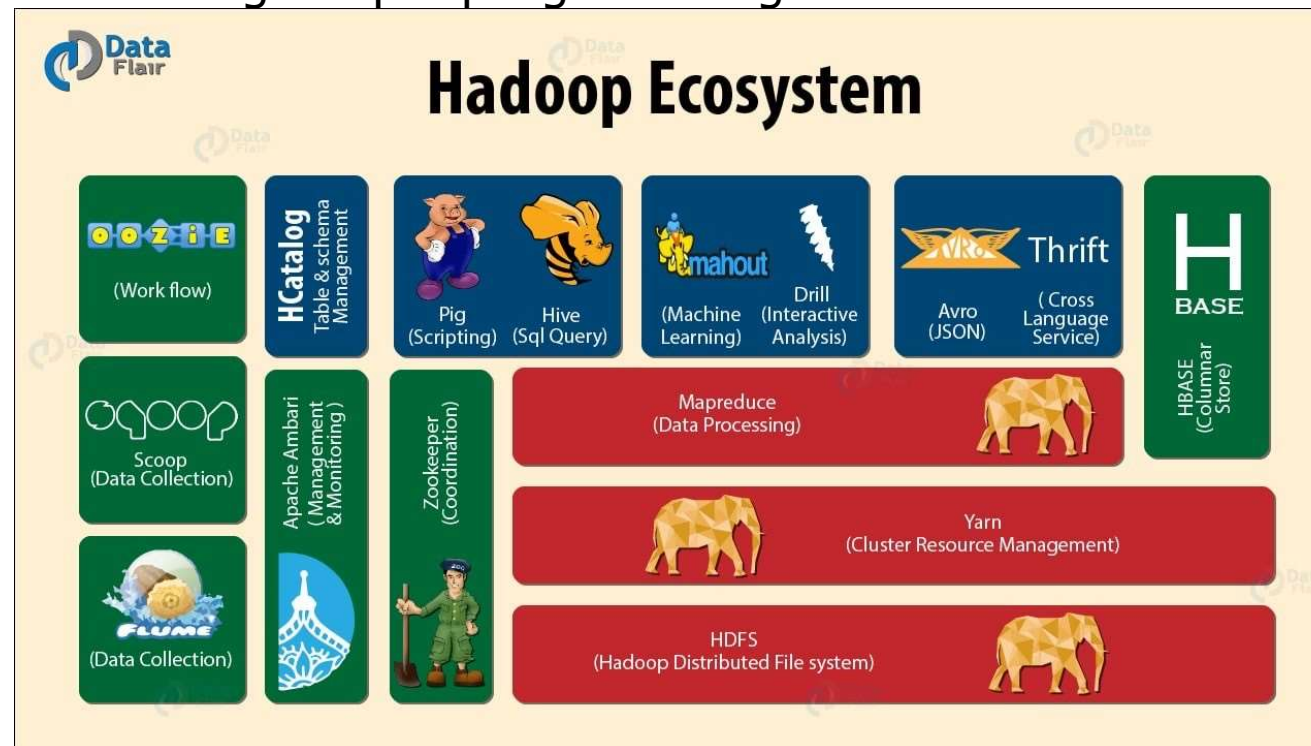 Data
Flair
Hadoop Ecosystem
OOZiE
(Work flow)
HCatalog
Table & schema
Management
Pig
(Scripting)
Hive
(Sql Query)
mahout
(Machine
Learning)
Drill
(Interactive
Analysis)
AVRO
Avro
(JSON)
Thrift
( Cross
Language
Service)
H
BASE
HBASE
(Columnar
Store)
sqoop
Scoop
(Data Collection)
Apache Ambari
( Management
& Monitoring )
Zookeeper
(Coordination)
ZOO
Mapreduce
(Data Processing)
Yarn
(Cluster Resource Management)
FLUME
(Data Collection)
HDFS
(Hadoop Distributed File system)